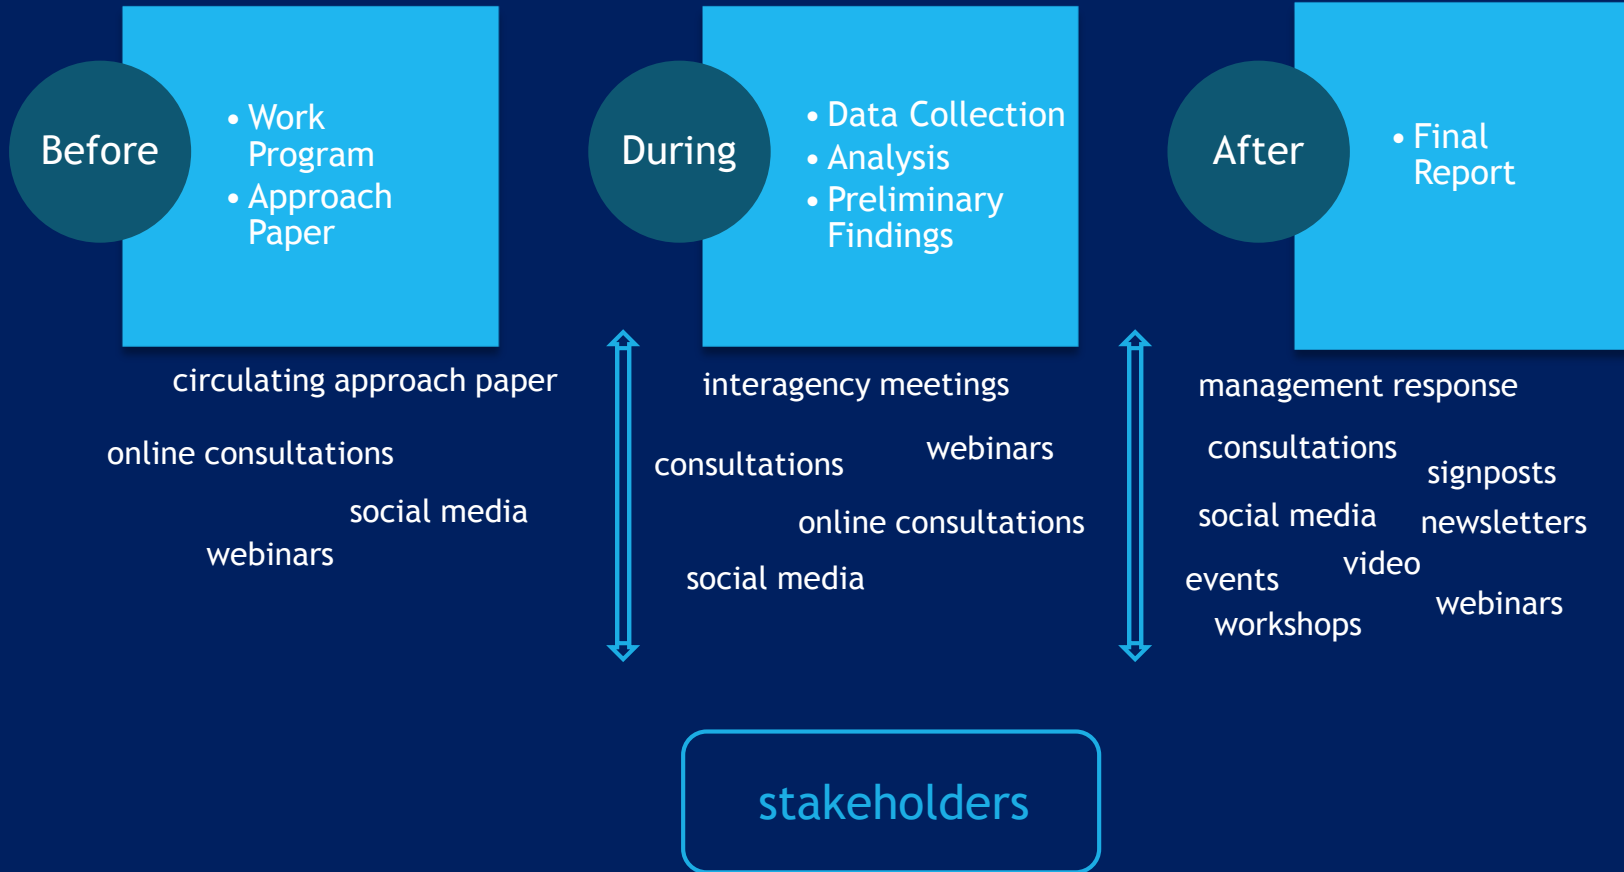 Before
• Work
Program
• Approach
Paper
During
• Data Collection
• Analysis
• Preliminary
Findings
After
• Final
Report
circulating approach paper
online consultations
social media
webinars
interagency meetings
webinars
consultations
online consultations
social media
management response
consultations
signposts
social media
newsletters
video
events
webinars
workshops
stakeholders